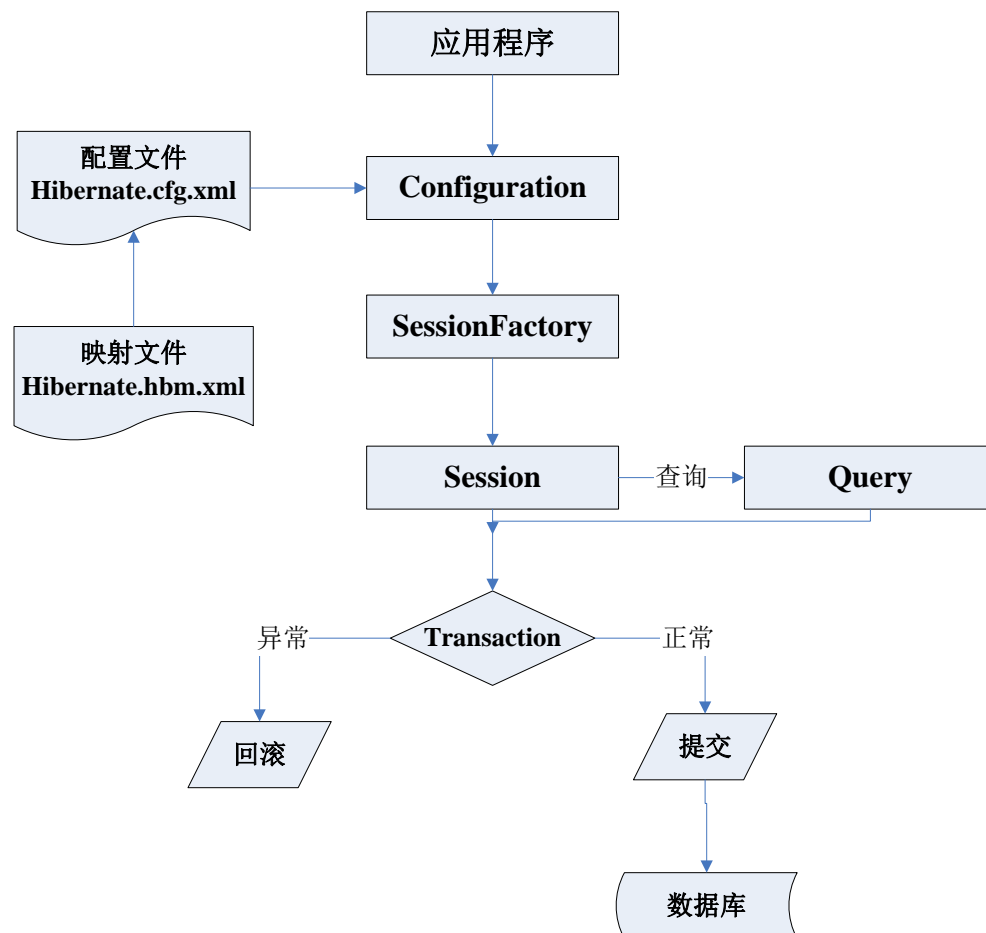 应用程序
配置文件
Hibernate.cfg.xml
Configuration
SessionFactory
映射文件
Hibernate.hbm.xml
Session
查询
Query
异常
Transaction
正常
回滚
提交
数据库